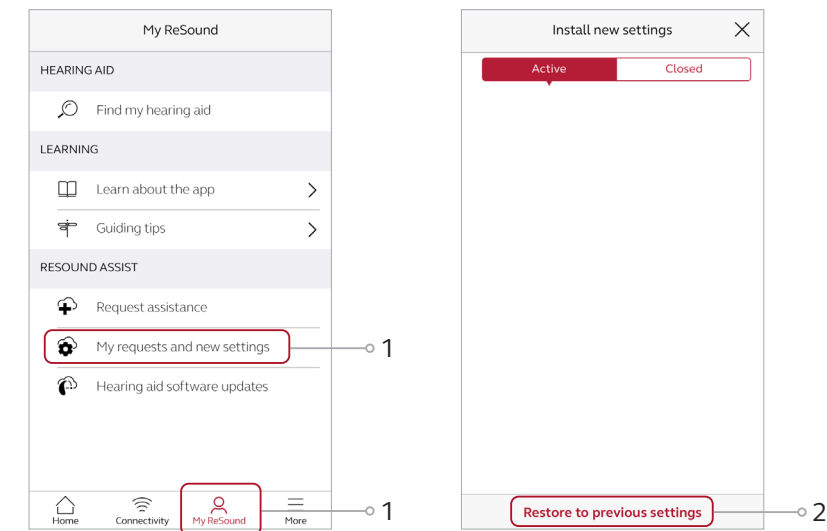 My ReSound
HEARING AID
Find my hearing aid
LEARNING
Learn about the app
Guiding tips
RESOUND ASSIST
Request assistance
My requests and new settings
1
Hearing aid software updates
Home
Connectivity
My ReSound
More
1
Install new settings
Active
Closed
Restore to previous settings
2